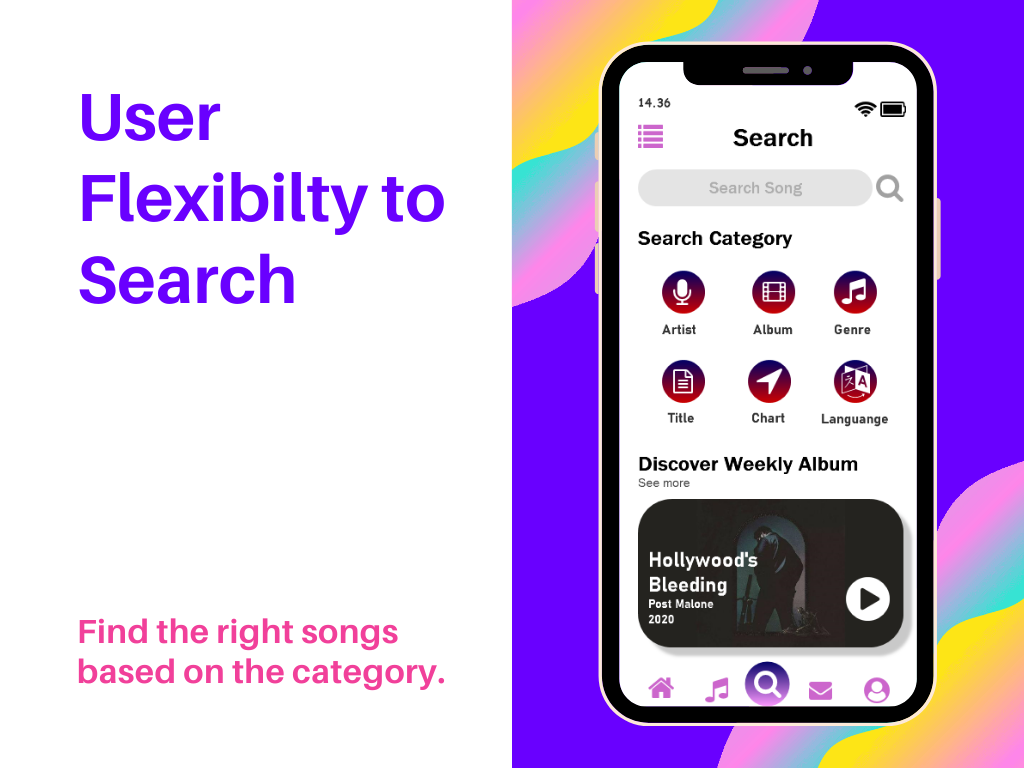 User
Flexibilty to
Search
Find the right songs
based on the category.
14.36
Search
Search Song
Search Category
Artist
Album
Genre
Title
Chart
Languange
Discover Weekly Album
See more
Hollywood's
Bleeding
Post Malone
2020